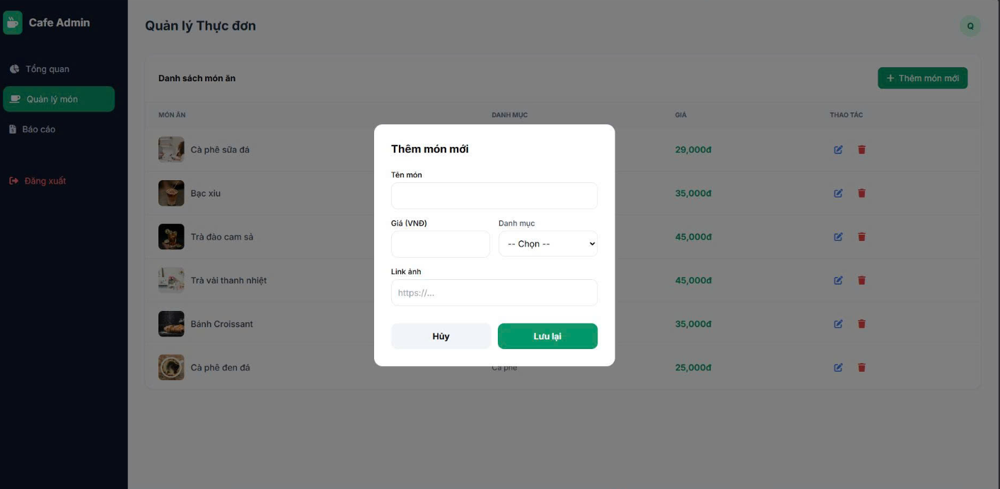 Cafe Admin
Tổng quan
Quản lý món
Báo cáo
Đăng xuất
Quản lý Thực đơn
Q
Danh sách món ăn
Thêm món mới
MÓN ĂN DANH MỤC GIÁ THAO TÁC
Cà phê sữa đá 29,000đ
Bạc xỉu 35,000đ
Trà đào cam sả 45,000đ
Trà vải thanh nhiệt 45,000đ
Bánh Croissant 35,000đ
Cà phê đen đá Cà phê 25,000đ
Thêm món mới
Tên món
Giá (VNĐ) Danh mục
-- Chọn --
Link ảnh
https://...
Hủy Lưu lại